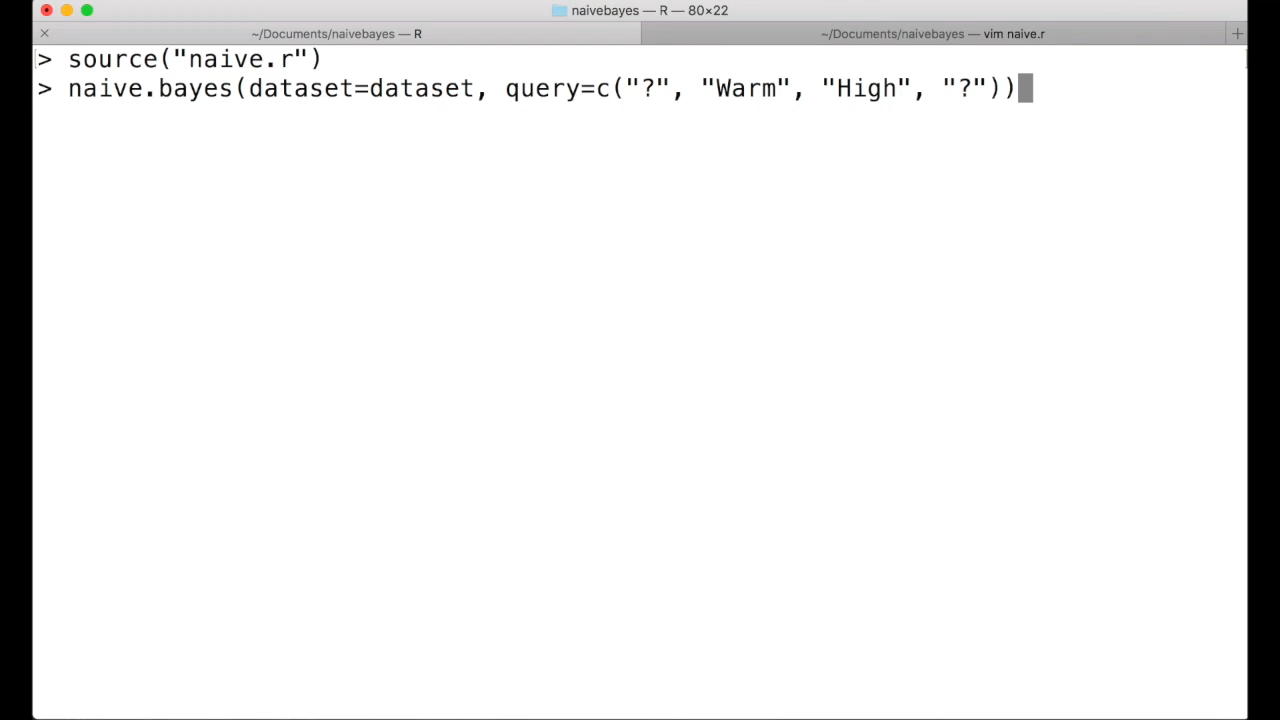 naivebayes — R — 80×22
~/Documents/naivebayes — R
~/Documents/naivebayes — vim naive.r
> source("naive.r")
> naive.bayes(dataset=dataset, query=c("?", "Warm", "High", "?"))